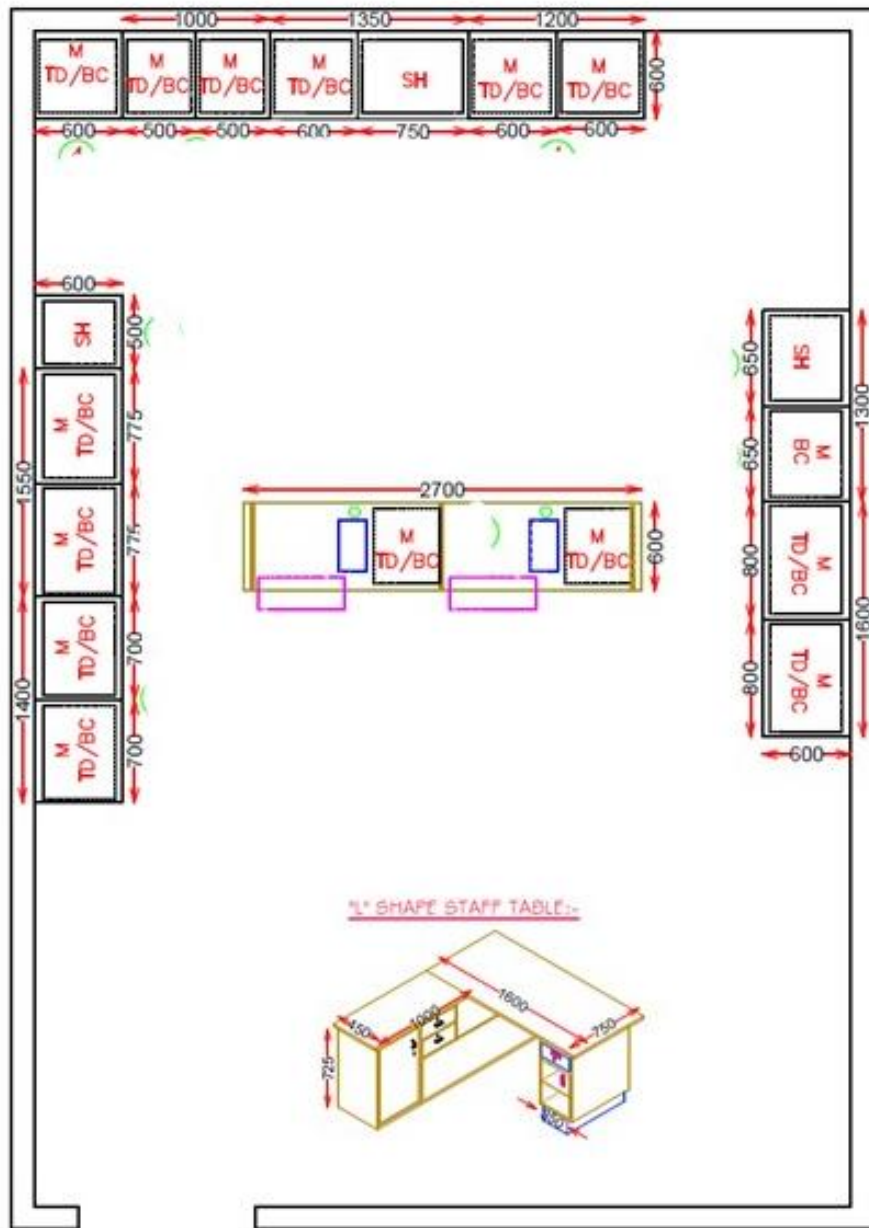 1000 1350 1200
M TD/BC
M TD/BC
M TD/BC
M TD/BC
SH
M TD/BC
M TD/BC
600
600 500 500 600 750 600 600
600
SH
500
M TD/BC
775
M TD/BC
775
1550
M TD/BC
700
M TD/BC
700
1400
2700
M TD/BC
M TD/BC
600
SH
650
1300
M BC
650
M TD/BC
800
M TD/BC
800
1600
600
"L" SHAPE STAFF TABLE:-
1600
750
450
1000
725